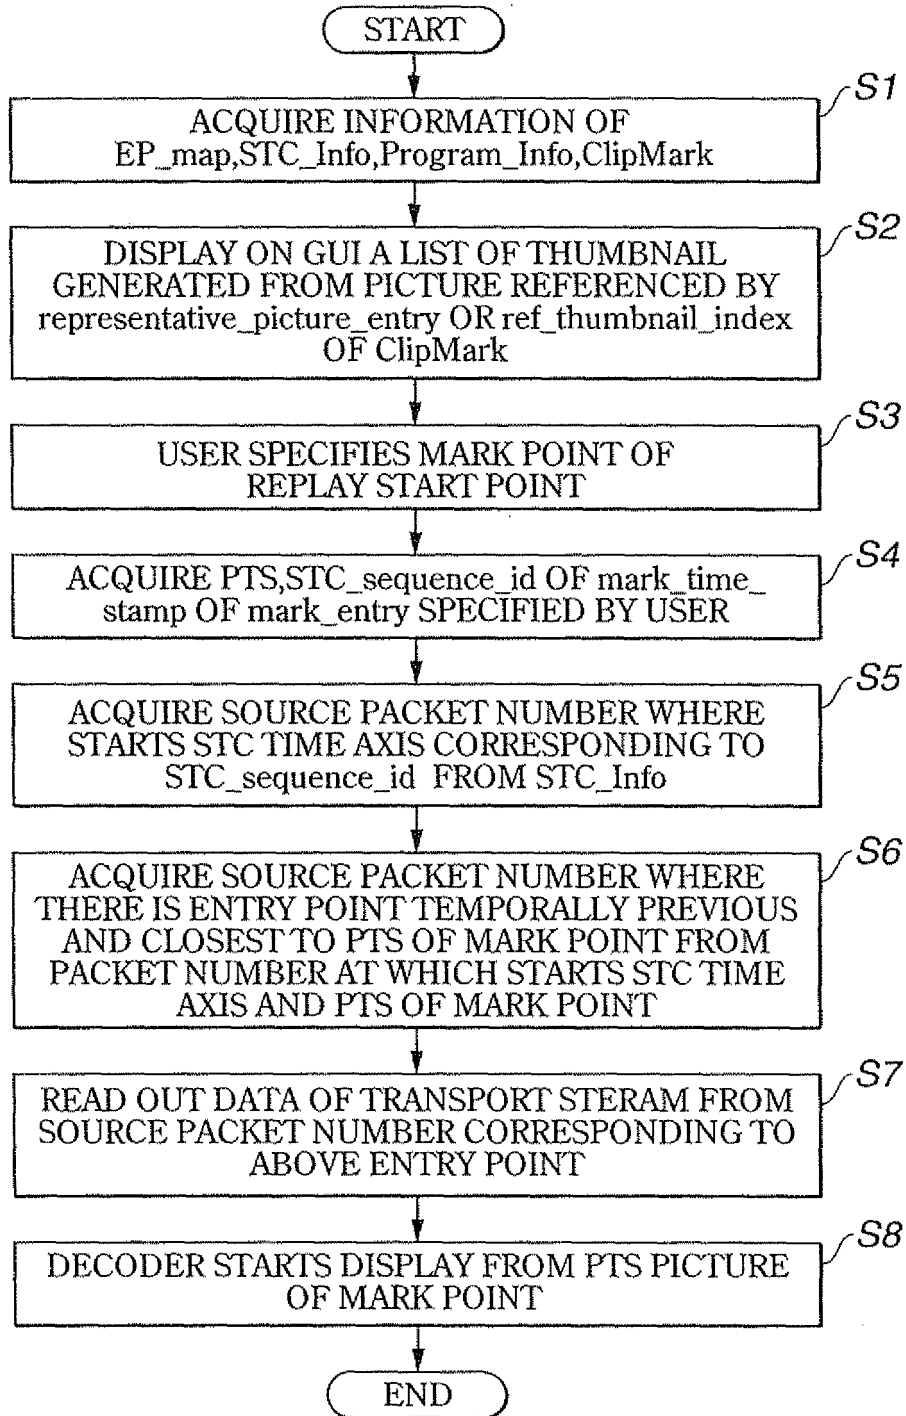 START
S1
ACQUIRE INFORMATION OF
EP_map,STC_Info,Program_Info,ClipMark
S2
DISPLAY ON GUI A LIST OF THUMBNAIL
GENERATED FROM PICTURE REFERENCED BY
representative_picture_entry OR ref_thumbnail_index
OF ClipMark
S3
USER SPECIFIES MARK POINT OF
REPLAY START POINT
S4
ACQUIRE PTS,STC_sequence_id OF mark_time_
stamp OF mark_entry SPECIFIED BY USER
S5
ACQUIRE SOURCE PACKET NUMBER WHERE
STARTS STC TIME AXIS CORRESPONDING TO
STC_sequence_id FROM STC_Info
S6
ACQUIRE SOURCE PACKET NUMBER WHERE
THERE IS ENTRY POINT TEMPORALLY PREVIOUS
AND CLOSEST TO PTS OF MARK POINT FROM
PACKET NUMBER AT WHICH STARTS STC TIME
AXIS AND PTS OF MARK POINT
S7
READ OUT DATA OF TRANSPORT STERAM FROM
SOURCE PACKET NUMBER CORRESPONDING TO
ABOVE ENTRY POINT
S8
DECODER STARTS DISPLAY FROM PTS PICTURE
OF MARK POINT
END